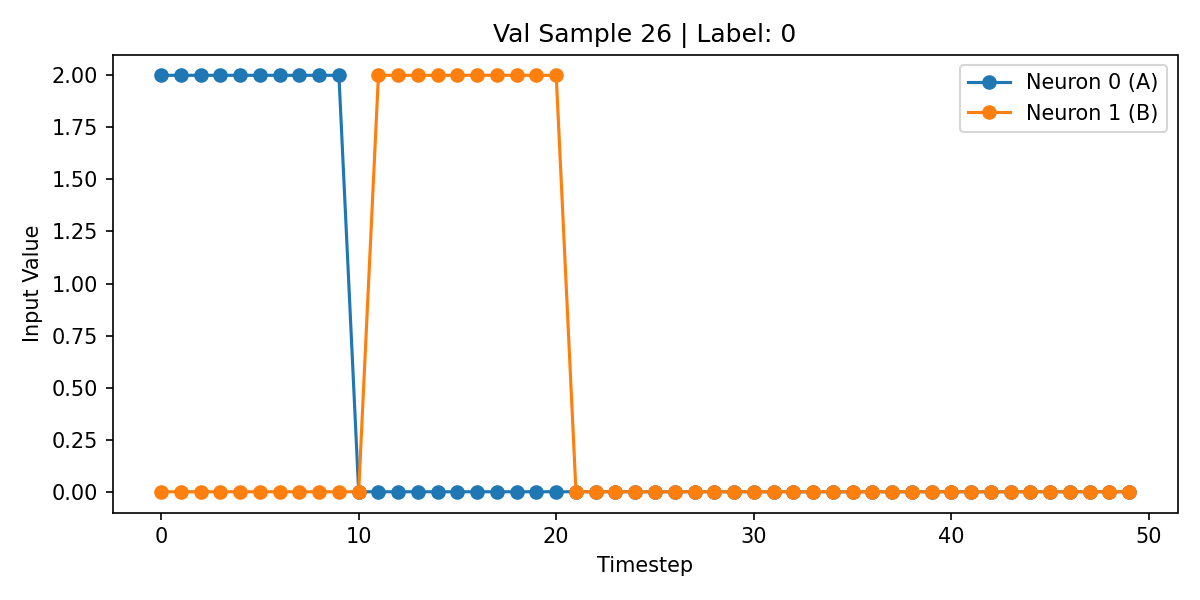 Val Sample 26 | Label: 0
Neuron 0 (A)
Neuron 1 (B)
2.00
1.75
1.50
1.25
1.00
0.75
0.50
0.25
0.00
Input Value
0 10 20 30 40 50
Timestep